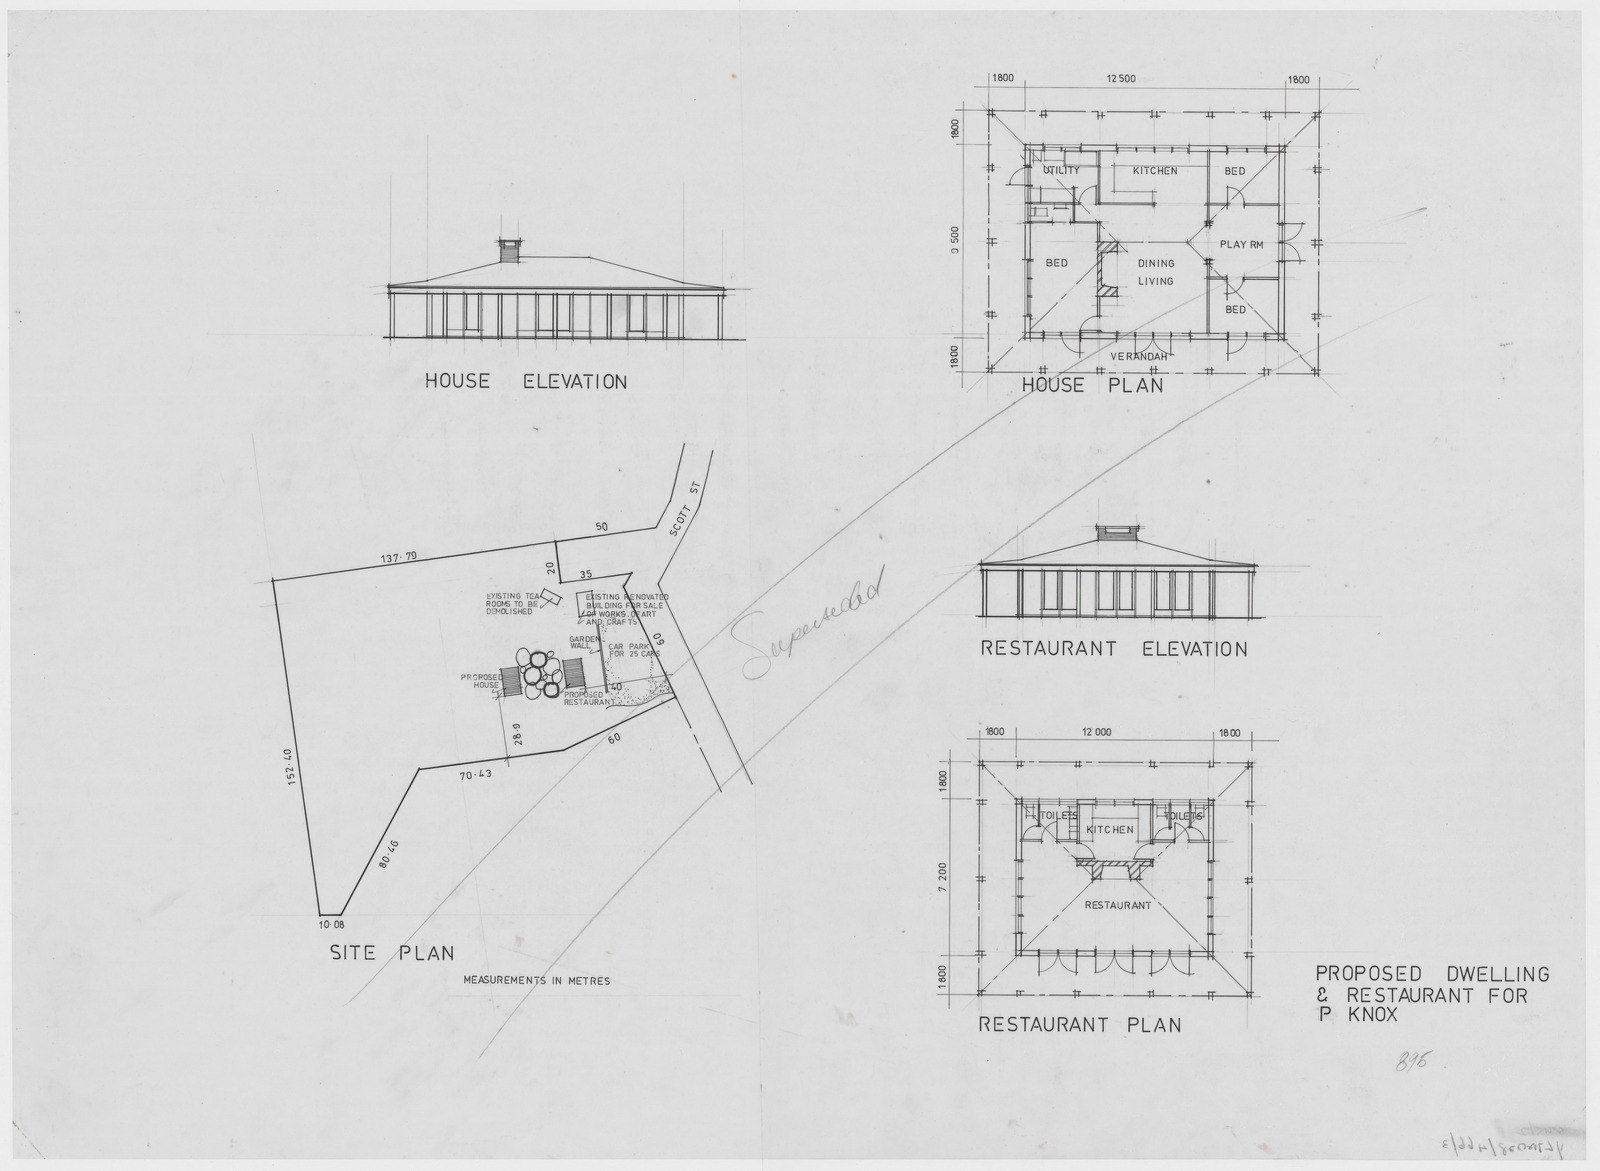 1800 12500 1800
1800
9 500
1800
UTILITY
KITCHEN
BED
PLAY RM
BED
DINING
LIVING
BED
VERANDAH
HOUSE PLAN
HOUSE ELEVATION
SCOTT ST
50
137·79
20
35
EXISTING TEA
ROOMS TO BE
DEMOLISHED
EXISTING RENOVATED
BUILDING FOR SALE
OF WORKS OF ART
AND CRAFTS
GARDEN
WALL
CAR PARK
FOR 25 CARS
60
PROPOSED
HOUSE
40
PROPOSED
RESTAURANT
28·9
60
70·43
152·40
80·46
10·08
SITE PLAN
MEASUREMENTS IN METRES
Superseded
RESTAURANT ELEVATION
1800 12 000 1800
1800
7 200
1800
TOILETS
KITCHEN
TOILETS
RESTAURANT
RESTAURANT PLAN
PROPOSED DWELLING
& RESTAURANT FOR
P KNOX
895